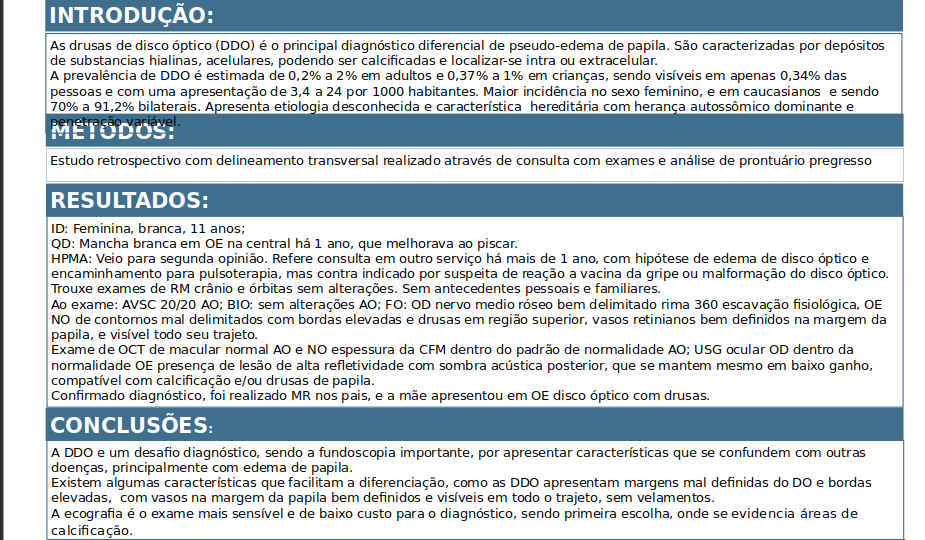 INTRODUÇÃO:
As drusas de disco óptico (DDO) é o principal diagnóstico diferencial de pseudo-edema de papila. São caracterizadas por depósitos
de substancias hialinas, acelulares, podendo ser calcificadas e localizar-se intra ou extracelular.
A prevalência de DDO é estimada de 0,2% a 2% em adultos e 0,37% a 1% em crianças, sendo visíveis em apenas 0,34% das
pessoas e com uma apresentação de 3,4 a 24 por 1000 habitantes. Maior incidência no sexo feminino, e em caucasianos  e sendo
70% a 91,2% bilaterais. Apresenta etiologia desconhecida e característica  hereditária com herança autossômico dominante e
penetração variável.
MÉTODOS:
Estudo retrospectivo com delineamento transversal realizado através de consulta com exames e análise de prontuário pregresso
RESULTADOS:
ID: Feminina, branca, 11 anos;
QD: Mancha branca em OE na central há 1 ano, que melhorava ao piscar.
HPMA: Veio para segunda opinião. Refere consulta em outro serviço há mais de 1 ano, com hipótese de edema de disco óptico e
encaminhamento para pulsoterapia, mas contra indicado por suspeita de reação a vacina da gripe ou malformação do disco óptico.
Trouxe exames de RM crânio e órbitas sem alterações. Sem antecedentes pessoais e familiares.
Ao exame: AVSC 20/20 AO; BIO: sem alterações AO; FO: OD nervo medio róseo bem delimitado rima 360 escavação fisiológica, OE
NO de contornos mal delimitados com bordas elevadas e drusas em região superior, vasos retinianos bem definidos na margem da
papila, e visível todo seu trajeto.
Exame de OCT de macular normal AO e NO espessura da CFM dentro do padrão de normalidade AO; USG ocular OD dentro da
normalidade OE presença de lesão de alta refletividade com sombra acústica posterior, que se mantem mesmo em baixo ganho,
compatível com calcificação e/ou drusas de papila.
Confirmado diagnóstico, foi realizado MR nos pais, e a mãe apresentou em OE disco óptico com drusas.
CONCLUSÕES:
A DDO e um desafio diagnóstico, sendo a fundoscopia importante, por apresentar características que se confundem com outras
doenças, principalmente com edema de papila.
Existem algumas características que facilitam a diferenciação, como as DDO apresentam margens mal definidas do DO e bordas
elevadas,  com vasos na margem da papila bem definidos e visíveis em todo o trajeto, sem velamentos.
A ecografia é o exame mais sensível e de baixo custo para o diagnóstico, sendo primeira escolha, onde se evidencia áreas de
calcificação.